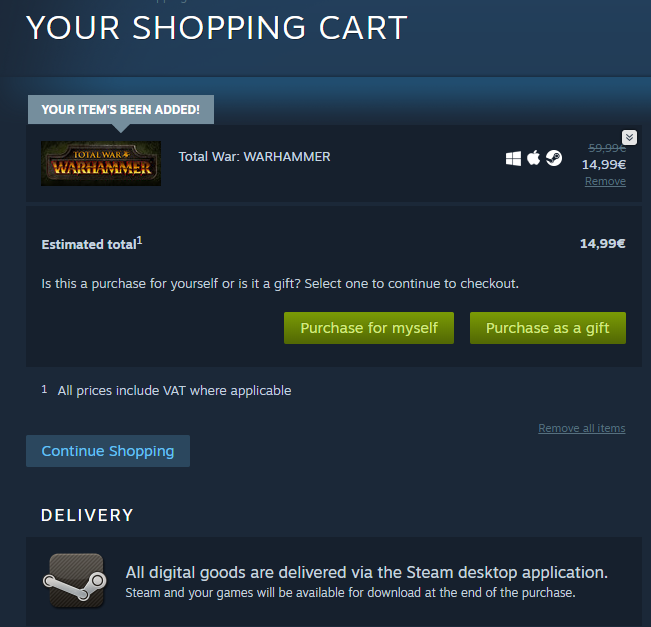 YOUR SHOPPING CART
YOUR ITEM'S BEEN ADDED!
TOTAL WAR
WARHAMMER
Total War: WARHAMMER
59,99€
14,99€
Remove
Estimated total1
14,99€
Is this a purchase for yourself or is it a gift? Select one to continue to checkout.
Purchase for myself
Purchase as a gift
1 All prices include VAT where applicable
Remove all items
Continue Shopping
DELIVERY
All digital goods are delivered via the Steam desktop application.
Steam and your games will be available for download at the end of the purchase.